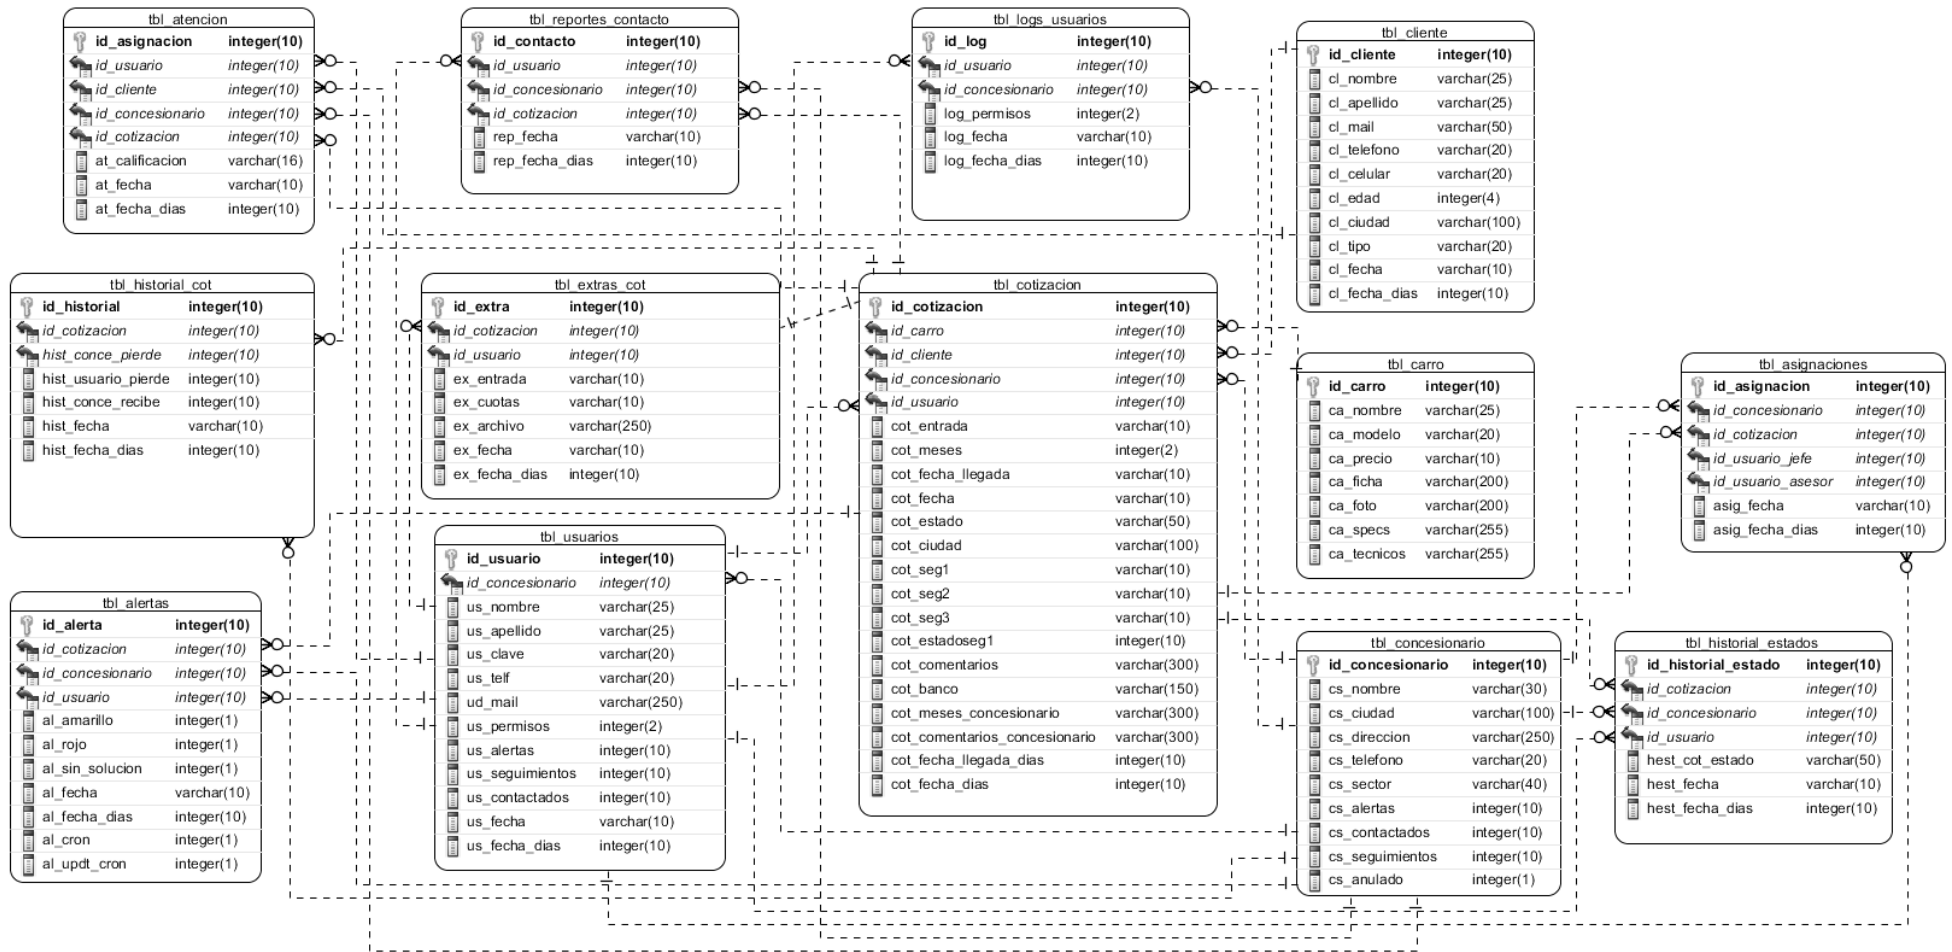 tbl_atencion
id_asignacion integer(10)
id_usuario integer(10)
id_cliente integer(10)
id_concesionario integer(10)
id_cotizacion integer(10)
at_calificacion varchar(16)
at_fecha varchar(10)
at_fecha_dias integer(10)
tbl_reportes_contacto
id_contacto integer(10)
id_usuario integer(10)
id_concesionario integer(10)
id_cotizacion integer(10)
rep_fecha varchar(10)
rep_fecha_dias integer(10)
tbl_logs_usuarios
id_log integer(10)
id_usuario integer(10)
id_concesionario integer(10)
log_permisos integer(2)
log_fecha varchar(10)
log_fecha_dias integer(10)
tbl_cliente
id_cliente integer(10)
cl_nombre varchar(25)
cl_apellido varchar(25)
cl_mail varchar(50)
cl_telefono varchar(20)
cl_celular varchar(20)
cl_edad integer(4)
cl_ciudad varchar(100)
cl_tipo varchar(20)
cl_fecha varchar(10)
cl_fecha_dias integer(10)
tbl_historial_cot
id_historial integer(10)
id_cotizacion integer(10)
hist_conce_pierde integer(10)
hist_usuario_pierde integer(10)
hist_conce_recibe integer(10)
hist_fecha varchar(10)
hist_fecha_dias integer(10)
tbl_extras_cot
id_extra integer(10)
id_cotizacion integer(10)
id_usuario integer(10)
ex_entrada varchar(10)
ex_cuotas varchar(10)
ex_archivo varchar(250)
ex_fecha varchar(10)
ex_fecha_dias integer(10)
tbl_cotizacion
id_cotizacion integer(10)
id_carro integer(10)
id_cliente integer(10)
id_concesionario integer(10)
id_usuario integer(10)
cot_entrada varchar(10)
cot_meses integer(2)
cot_fecha_llegada varchar(10)
cot_fecha varchar(10)
cot_estado varchar(50)
cot_ciudad varchar(100)
cot_seg1 varchar(10)
cot_seg2 varchar(10)
cot_seg3 varchar(10)
cot_estadoseg1 integer(10)
cot_comentarios varchar(300)
cot_banco varchar(150)
cot_meses_concesionario varchar(300)
cot_comentarios_concesionario varchar(300)
cot_fecha_llegada_dias integer(10)
cot_fecha_dias integer(10)
tbl_carro
id_carro integer(10)
ca_nombre varchar(25)
ca_modelo varchar(20)
ca_precio varchar(10)
ca_ficha varchar(200)
ca_foto varchar(200)
ca_specs varchar(255)
ca_tecnicos varchar(255)
tbl_asignaciones
id_asignacion integer(10)
id_concesionario integer(10)
id_cotizacion integer(10)
id_usuario_jefe integer(10)
id_usuario_asesor integer(10)
asig_fecha varchar(10)
asig_fecha_dias integer(10)
tbl_alertas
id_alerta integer(10)
id_cotizacion integer(10)
id_concesionario integer(10)
id_usuario integer(10)
al_amarillo integer(1)
al_rojo integer(1)
al_sin_solucion integer(1)
al_fecha varchar(10)
al_fecha_dias integer(10)
al_cron integer(1)
al_updt_cron integer(1)
tbl_usuarios
id_usuario integer(10)
id_concesionario integer(10)
us_nombre varchar(25)
us_apellido varchar(25)
us_clave varchar(20)
us_telf varchar(20)
ud_mail varchar(250)
us_permisos integer(2)
us_alertas integer(10)
us_seguimientos integer(10)
us_contactados integer(10)
us_fecha varchar(10)
us_fecha_dias integer(10)
tbl_concesionario
id_concesionario integer(10)
cs_nombre varchar(30)
cs_ciudad varchar(100)
cs_direccion varchar(250)
cs_telefono varchar(20)
cs_sector varchar(40)
cs_alertas integer(10)
cs_contactados integer(10)
cs_seguimientos integer(10)
cs_anulado integer(1)
tbl_historial_estados
id_historial_estado integer(10)
id_cotizacion integer(10)
id_concesionario integer(10)
id_usuario integer(10)
hest_cot_estado varchar(50)
hest_fecha varchar(10)
hest_fecha_dias integer(10)